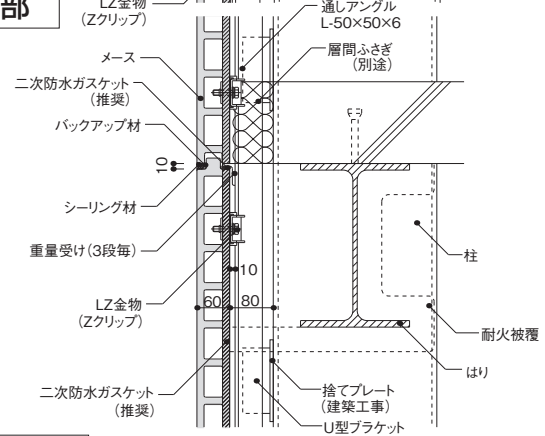 部
LZ金物
(Zクリップ)
通しアングル
L-50×50×6
層間ふさぎ
(別途)
メース
二次防水ガスケット
(推奨)
バックアップ材
10
シーリング材
重量受け(3段毎)
10
柱
LZ金物
(Zクリップ)
60
80
耐火被覆
はり
二次防水ガスケット
(推奨)
捨てプレート
(建築工事)
U型ブラケット